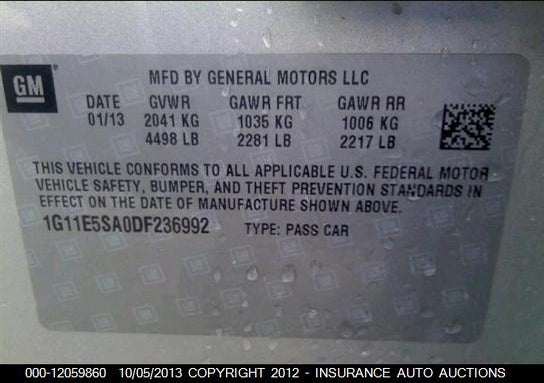 GM
MFD BY GENERAL MOTORS LLC
DATE GVWR GAWR FRT GAWR RR
01/13 2041 KG 1035 KG 1006 KG
4498 LB 2281 LB 2217 LB
THIS VEHICLE CONFORMS TO ALL APPLICABLE U.S. FEDERAL MOTOR
VEHICLE SAFETY, BUMPER, AND THEFT PREVENTION STANDARDS IN
EFFECT ON THE DATE OF MANUFACTURE SHOWN ABOVE.
1G11E5SA0DF236992 TYPE: PASS CAR
000-12059860 10/05/2013 COPYRIGHT 2012 - INSURANCE AUTO AUCTIONS